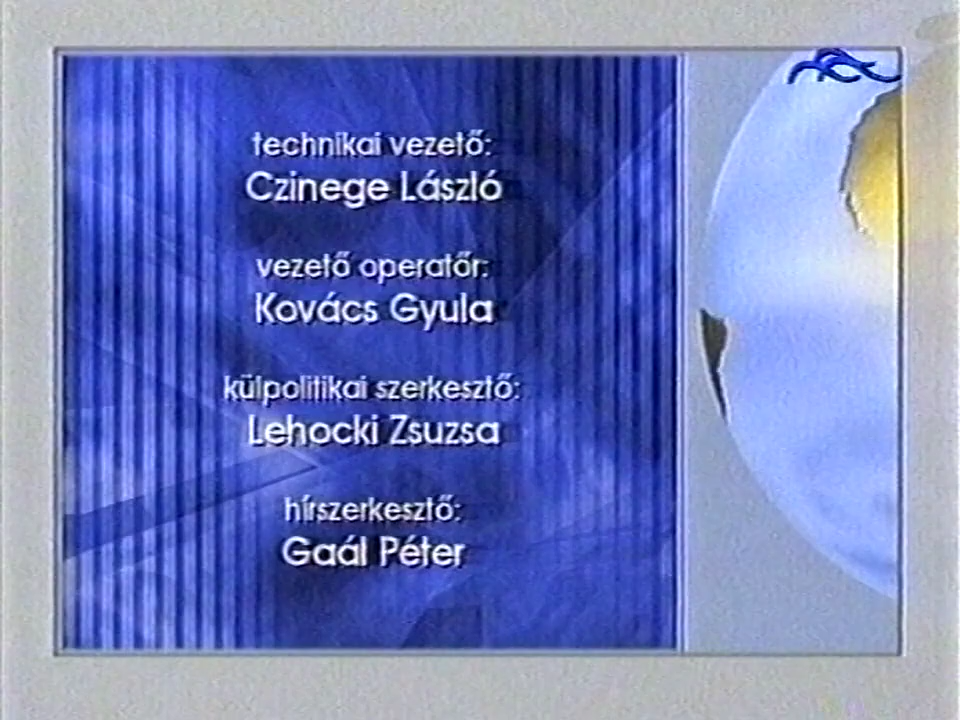 technikai vezető:
Czinege László
vezető operatőr:
Kovács Gyula
külpolitikai szerkesztő:
Lehocki Zsuzsa
hírszerkesztő:
Gaál Péter